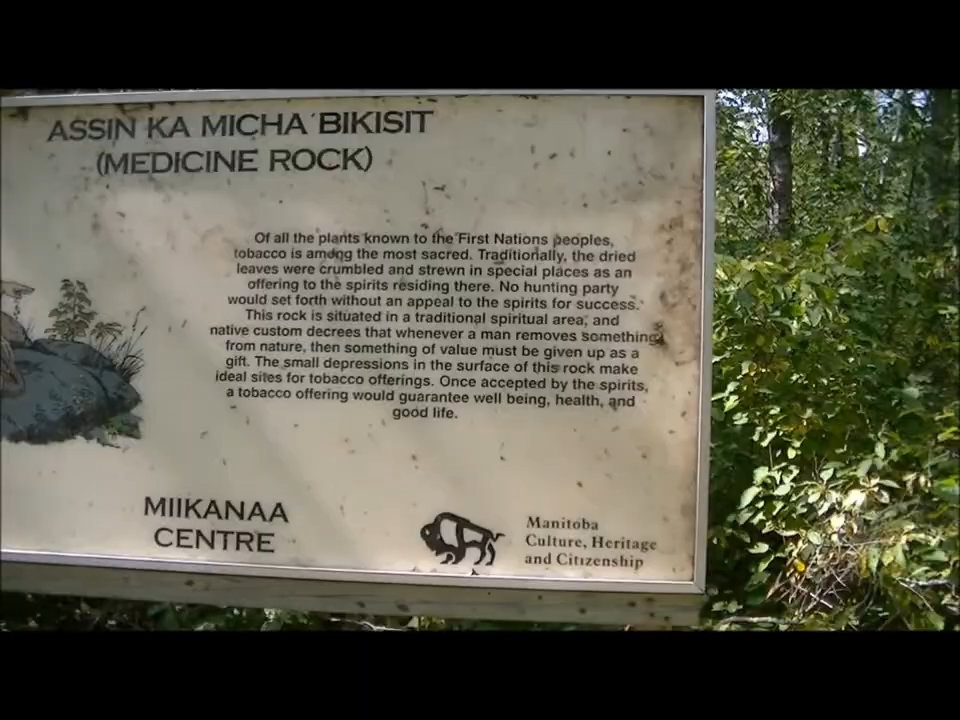 ASSIN KA MICHA'BIKISIT
(MEDICINE ROCK)
Of all the plants known to the First Nations peoples,
tobacco is among the most sacred. Traditionally, the dried
leaves were crumbled and strewn in special places as an
offering to the spirits residing there. No hunting party
would set forth without an appeal to the spirits for success.
This rock is situated in a traditional spiritual area, and
native custom decrees that whenever a man removes something
from nature, then something of value must be given up as a
gift. The small depressions in the surface of this rock make
ideal sites for tobacco offerings. Once accepted by the spirits,
a tobacco offering would guarantee well being, health, and
good life.
MIIKANAA
CENTRE
Manitoba
Culture, Heritage
and Citizenship